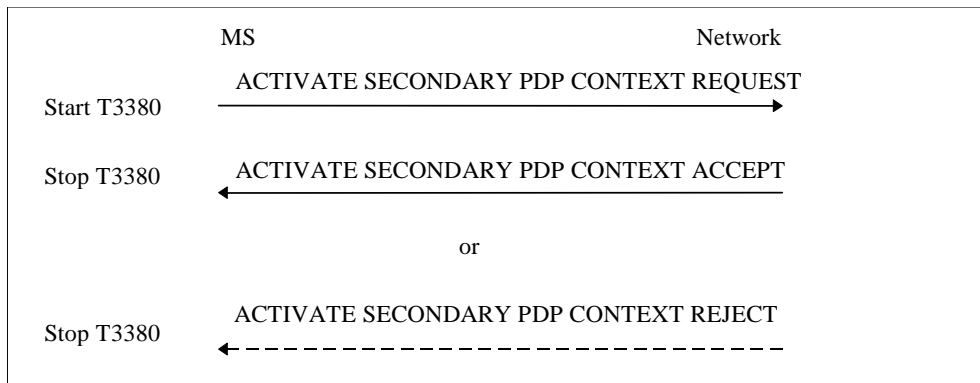 MS Network
ACTIVATE SECONDARY PDP CONTEXT REQUEST
Start T3380
ACTIVATE SECONDARY PDP CONTEXT ACCEPT
Stop T3380
or
ACTIVATE SECONDARY PDP CONTEXT REJECT
Stop T3380